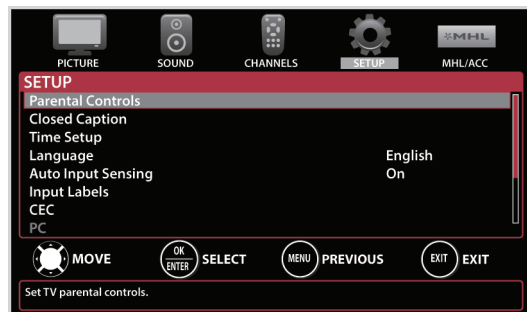 MHL
PICTURE SOUND CHANNELS SETUP MHL/ACC
SETUP
Parental Controls
Closed Caption
Time Setup
Language English
Auto Input Sensing On
Input Labels
CEC
PC
MOVE OK ENTER SELECT MENU PREVIOUS EXIT EXIT
Set TV parental controls.